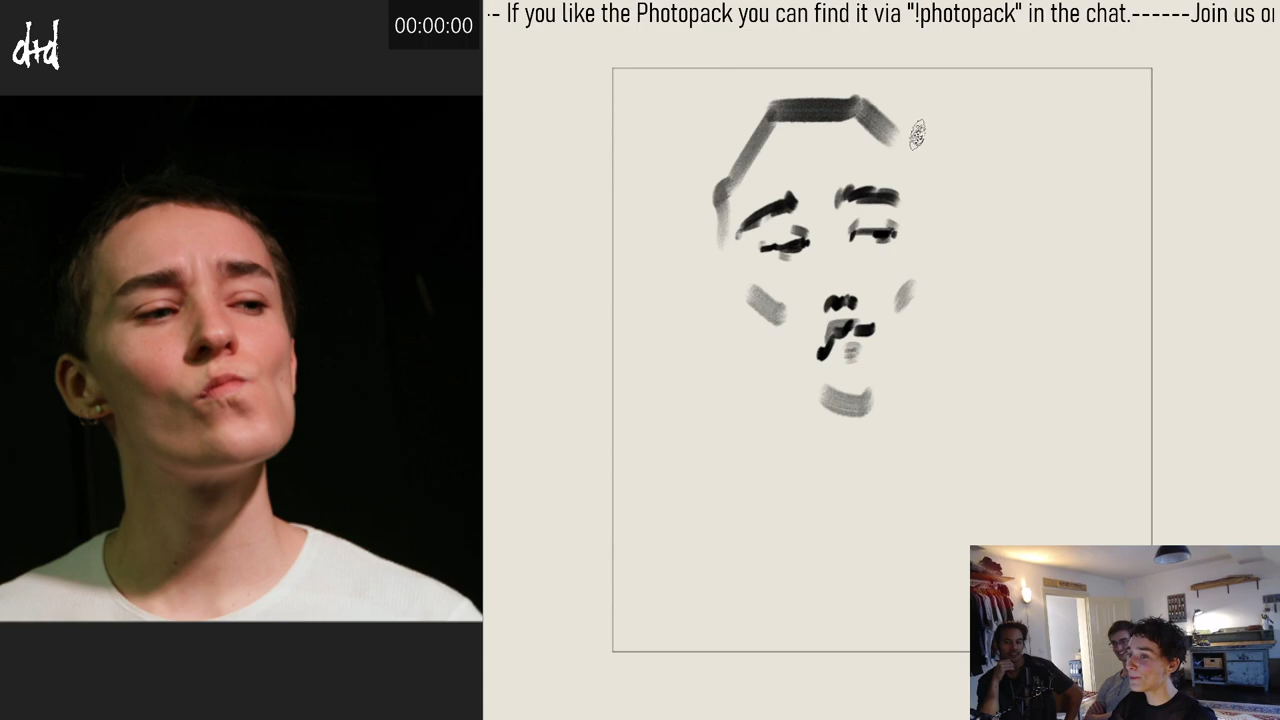 d+d
00:00:00
- If you like the Photopack you can find it via "!photopack" in the chat.------Join us